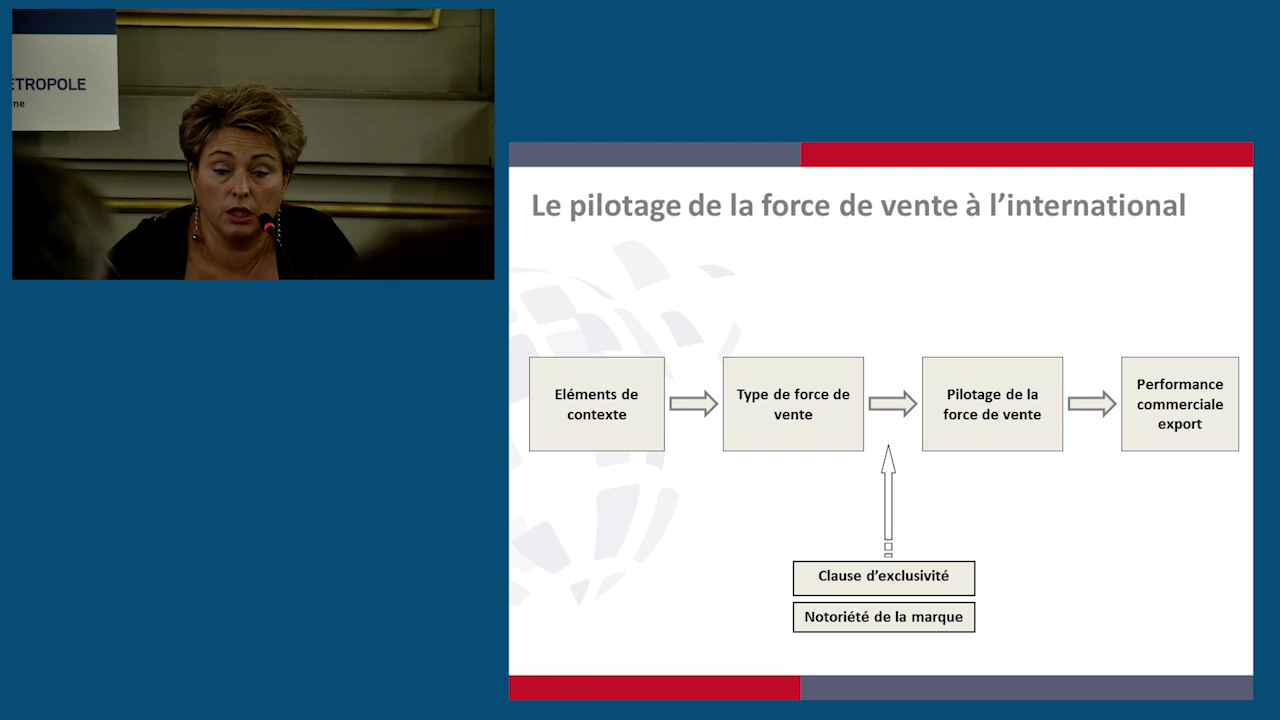 ETROPOLE
ne
Le pilotage de la force de vente à l'international
Eléments de
contexte
Type de force de
vente
Pilotage de la
force de vente
Performance
commerciale
export
Clause d'exclusivité
Notoriété de la marque